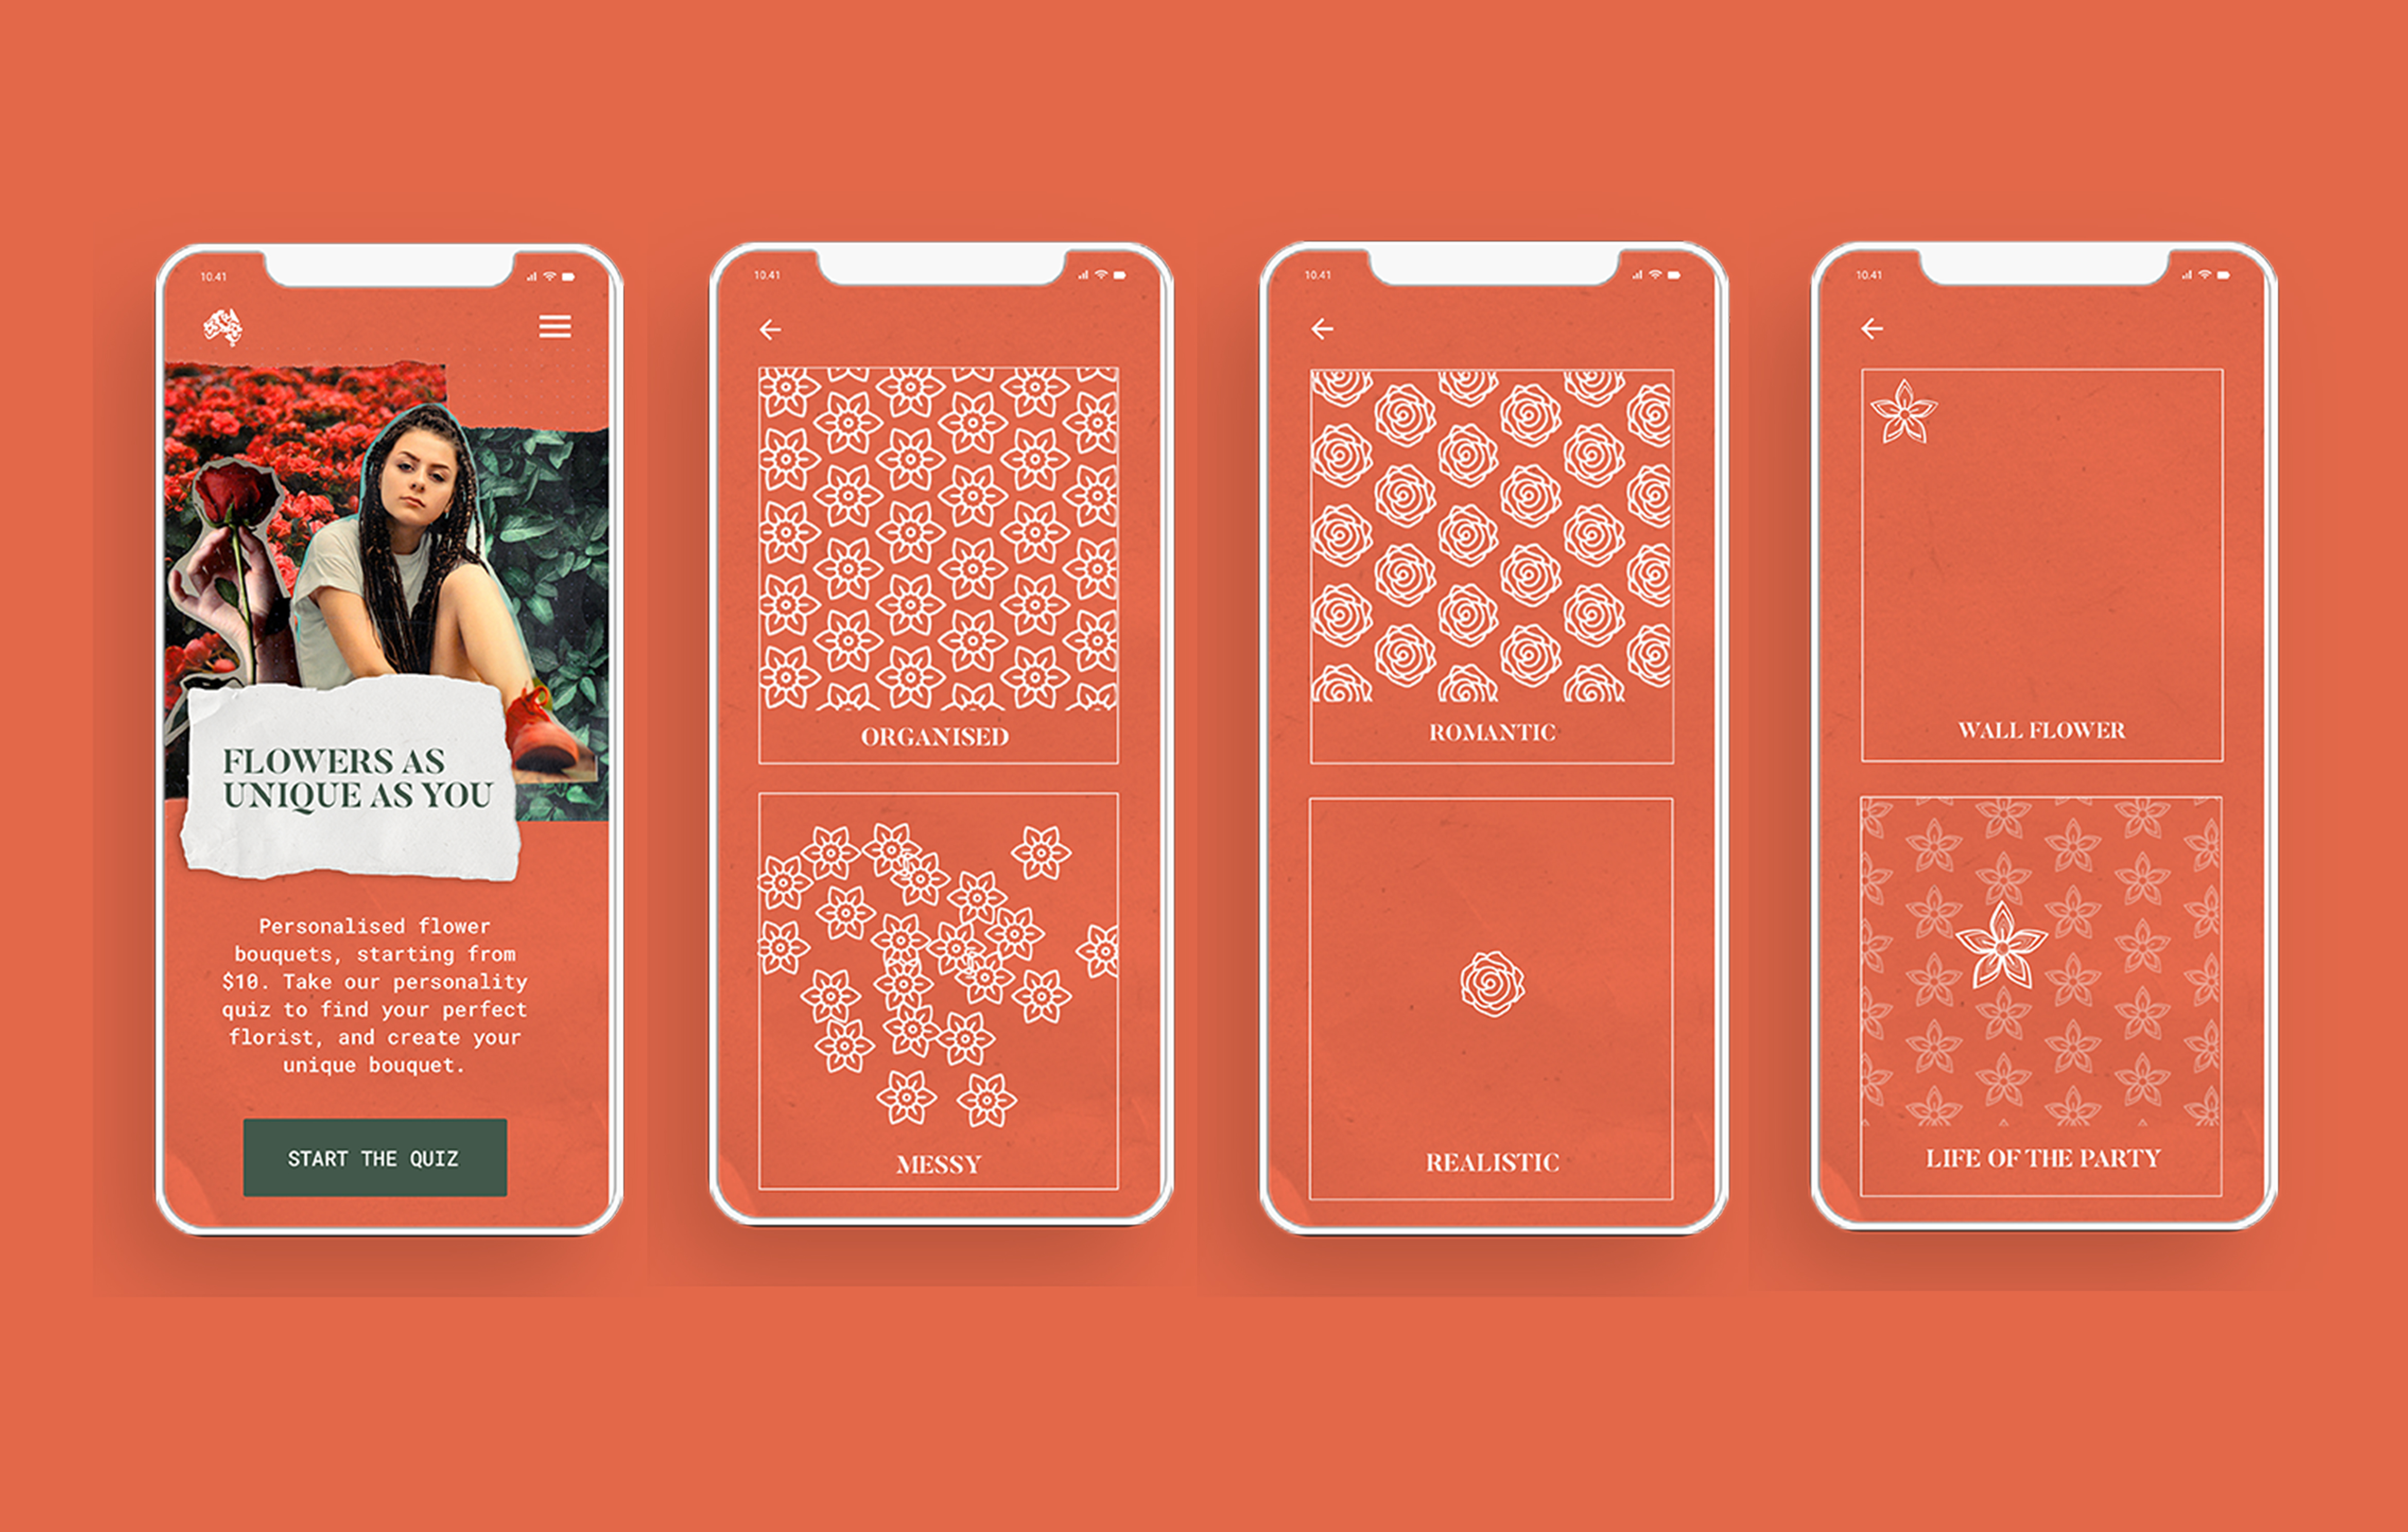 10.41
FLOWERS AS
UNIQUE AS YOU
Personalised flower
bouquets, starting from
$10. Take our personality
quiz to find your perfect
florist, and create your
unique bouquet.
START THE QUIZ
10.41
ORGANISED
MESSY
10.41
ROMANTIC
REALISTIC
10.41
WALL FLOWER
LIFE OF THE PARTY